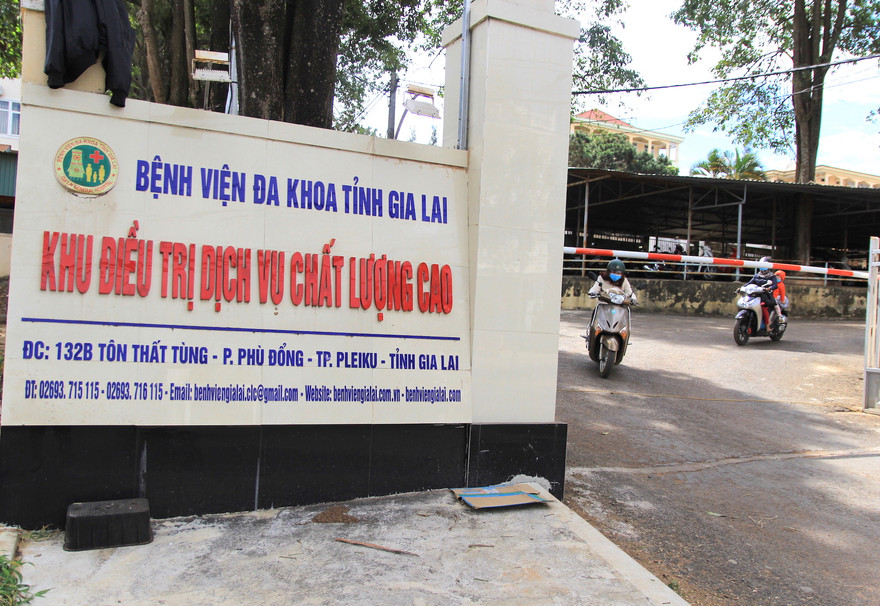 BỆNH VIỆN ĐA KHOA TỈNH GIA LAI
KHU ĐIỀU TRỊ DỊCH VỤ CHẤT LƯỢNG CAO
ĐC: 132B TÔN THẤT TÙNG - P. PHÙ ĐỔNG - TP. PLEIKU - TỈNH GIA LAI
ĐT: 02693. 715 115 - 02693. 716 115 - Email: benhviengialai.clc@gmail.com - Website: benhviengialai.com.vn - benhviengialai.com